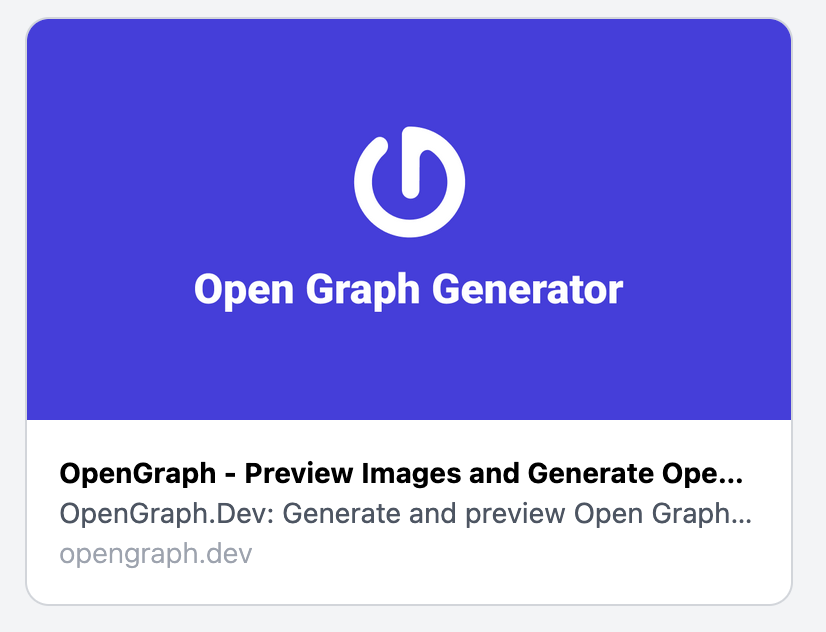 Open Graph Generator
OpenGraph - Preview Images and Generate Ope...
OpenGraph.Dev: Generate and preview Open Graph...
opengraph.dev